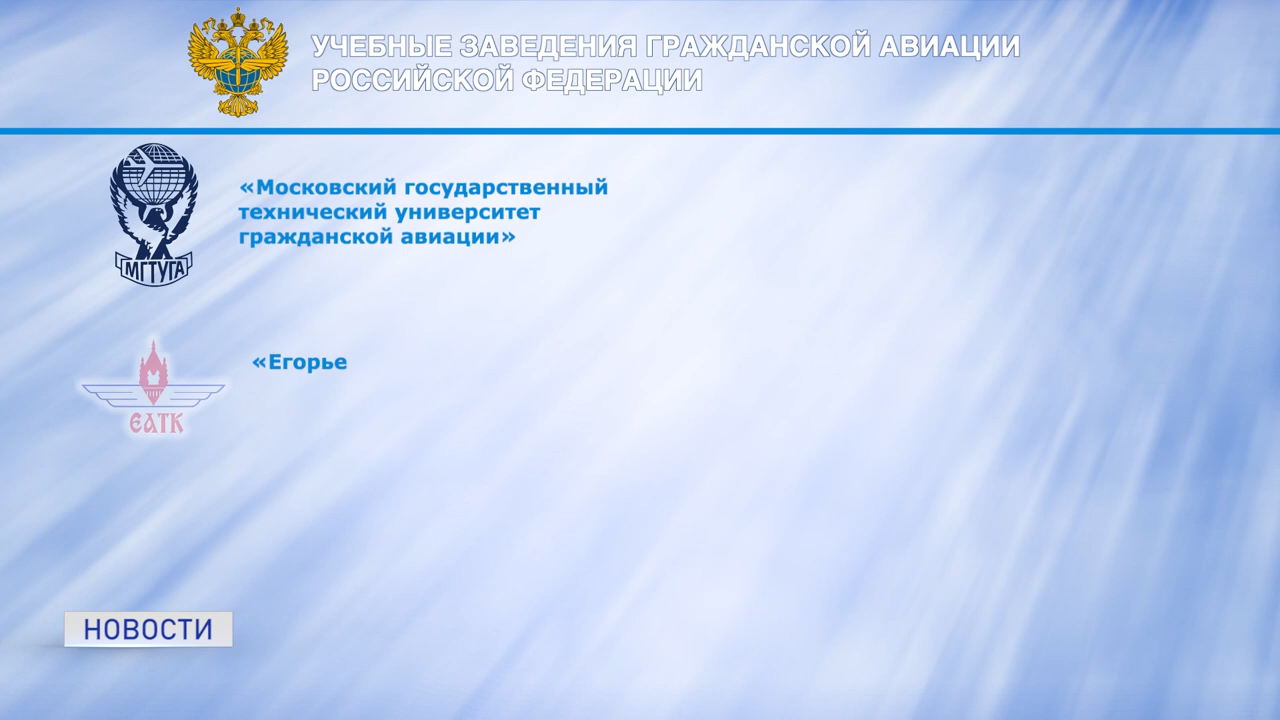 УЧЕБНЫЕ ЗАВЕДЕНИЯ ГРАЖДАНСКОЙ АВИАЦИИ
РОССИЙСКОЙ ФЕДЕРАЦИИ
«Московский государственный
технический университет
гражданской авиации»
МГТУГА
«Егорье
ЕАТК
НОВОСТИ